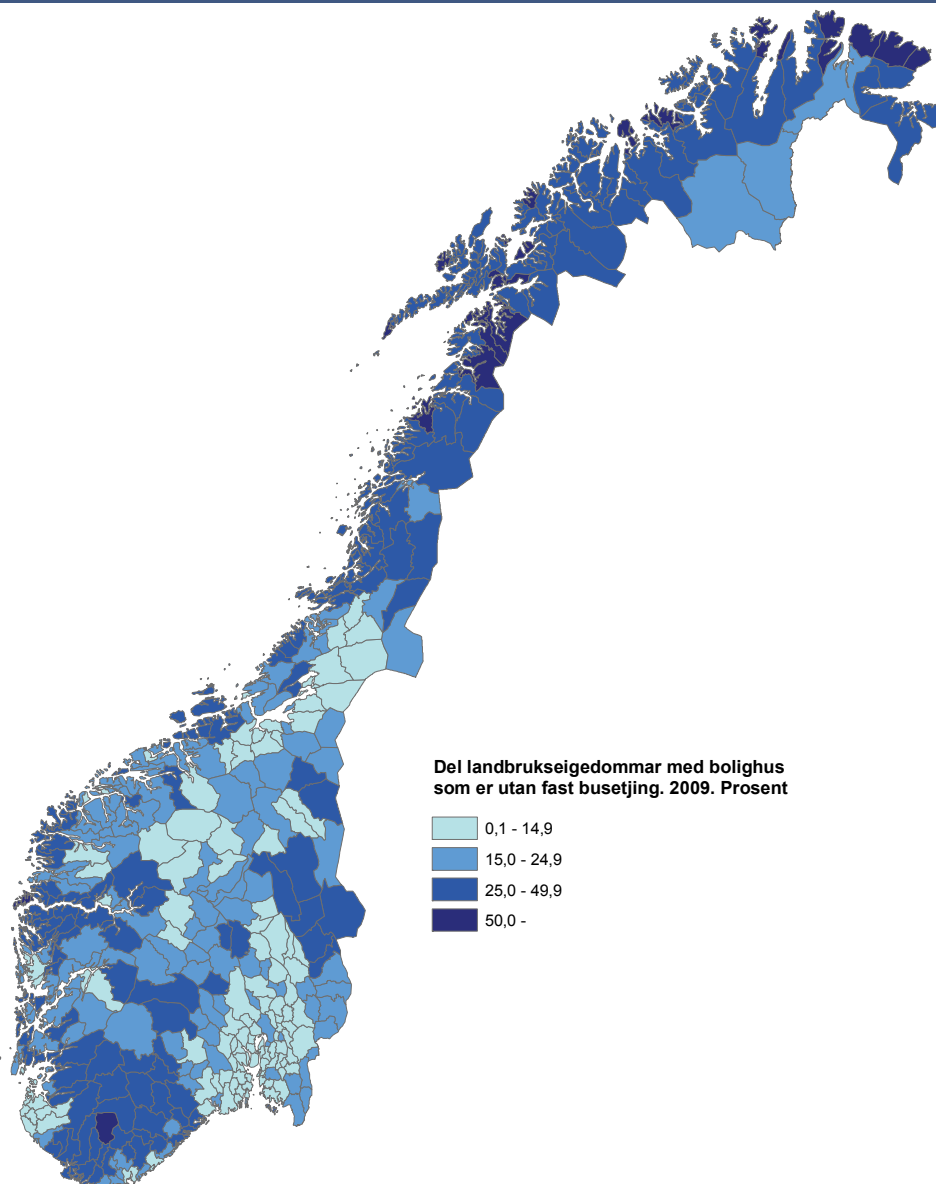 Del landbrukseigedommar med bolighus
som er utan fast busetjing. 2009. Prosent
0,1 - 14,9
15,0 - 24,9
25,0 - 49,9
50,0 -